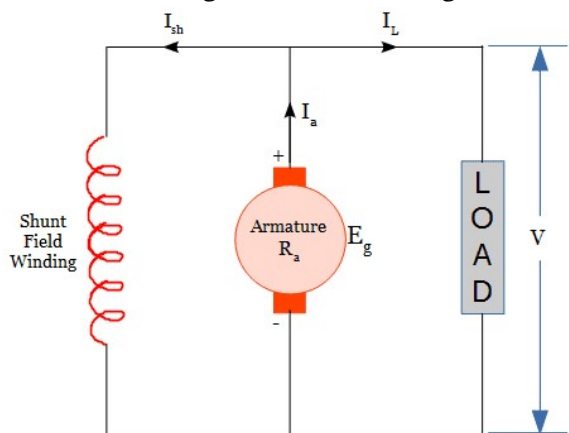 I_sh
I_L
I_a
+
Armature
R_a
E_g
-
Shunt
Field
Winding
L
O
A
D
V